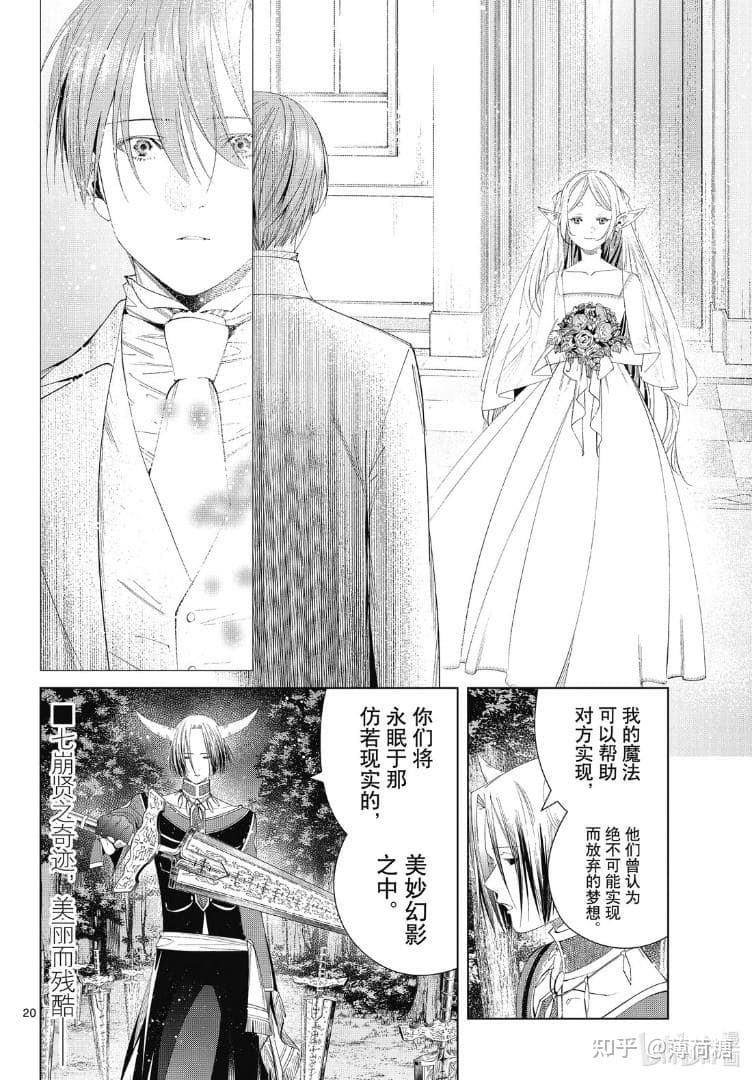 我的魔法
可以帮助
对方实现，
他们曾认为
绝不可能实现
而放弃的梦想。
你们将
永眠于那
仿若现实的，
美妙幻影
之中。
■七崩贤之奇迹，美丽而残酷——
20
知乎 @薄荷糖